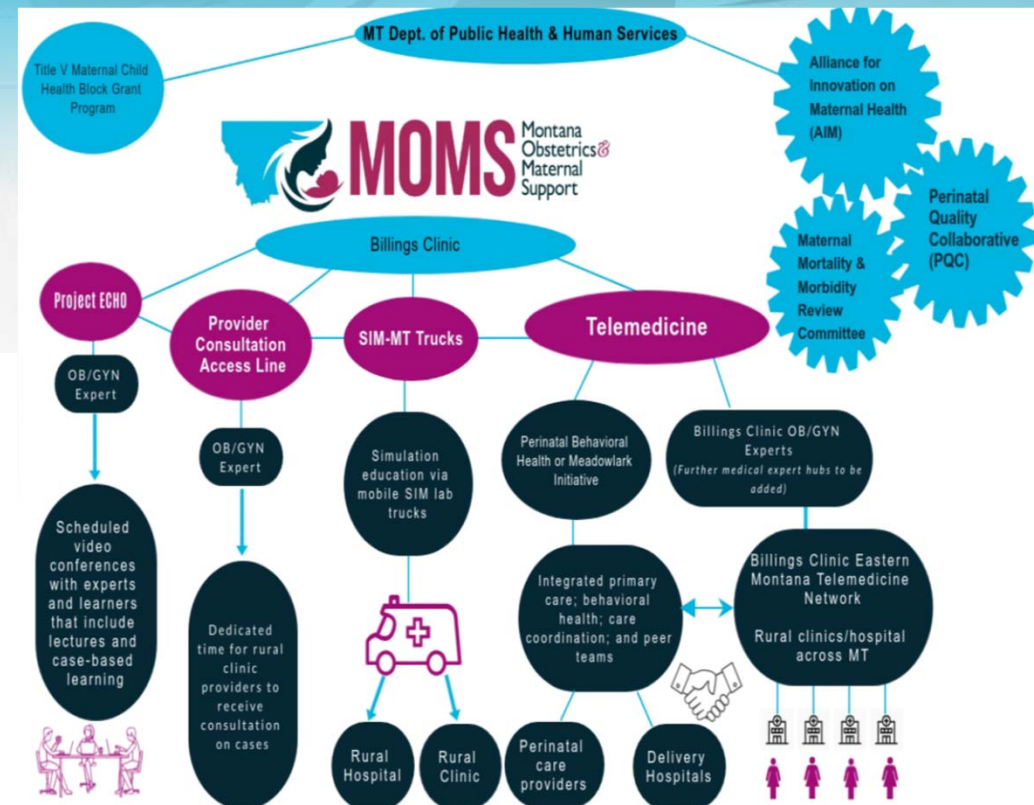 MT Dept. of Public Health & Human Services
Title V Maternal Child
Health Block Grant
Program
Alliance for
Innovation on
Maternal Health
(AIM)
MOMS
Montana
Obstetrics&
Maternal
Support
Perinatal
Quality
Collaborative
(PQC)
Maternal
Mortality &
Morbidity
Review
Committee
Billings Clinic
Project ECHO
Provider
Consultation
Access Line
SIM-MT Trucks
Telemedicine
OB/GYN
Expert
OB/GYN
Expert
Simulation
education via
mobile SIM lab
trucks
Perinatal Behavioral
Health or Meadowlark
Initiative
Billings Clinic OB/GYN
Experts
(Further medical expert hubs to be
added)
Scheduled
video
conferences
with experts
and learners
that include
lectures and
case-based
learning
Dedicated
time for rural
clinic
providers to
receive
consultation
on cases
Integrated primary
care; behavioral
health; care
coordination; and peer
teams
Billings Clinic Eastern
Montana Telemedicine
Network
Rural clinics/hospital
across MT
Rural
Hospital
Rural
Clinic
Perinatal
care
providers
Delivery
Hospitals